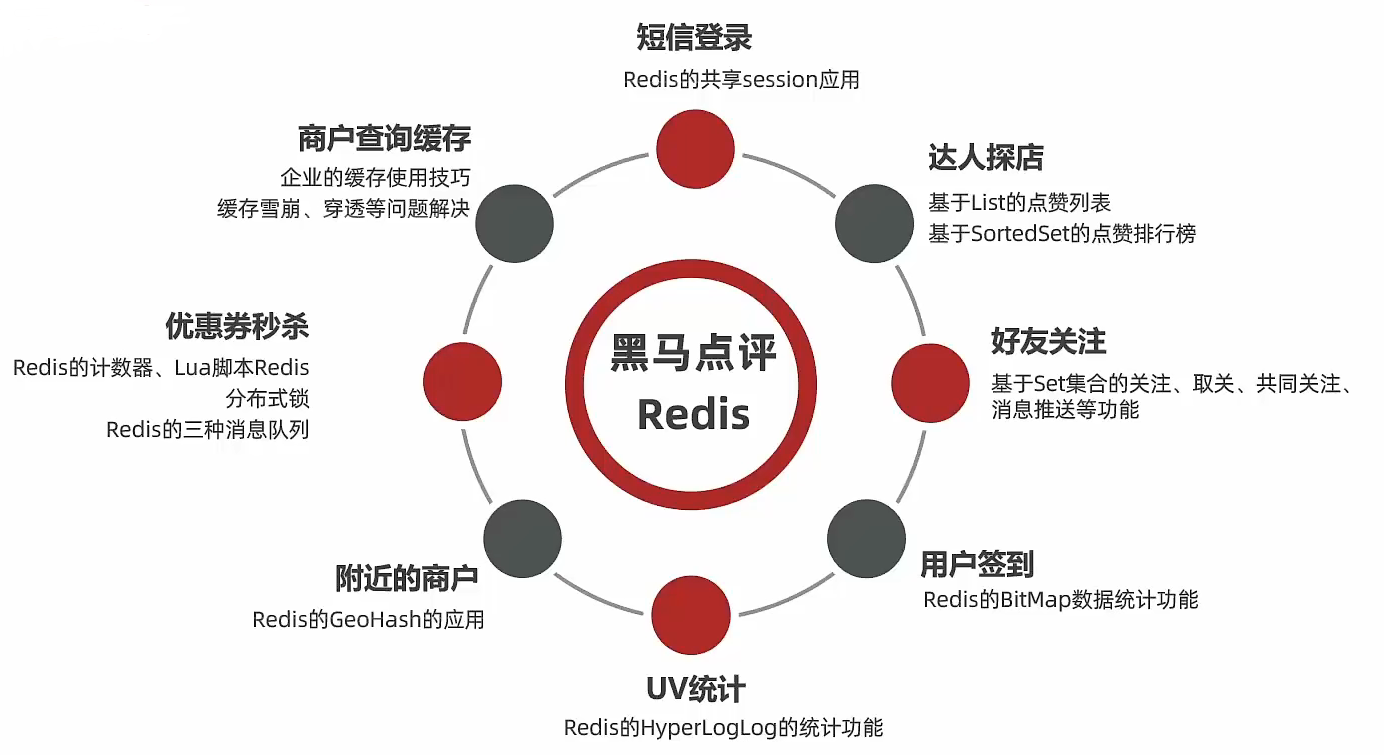 短信登录
Redis的共享session应用
商户查询缓存
企业的缓存使用技巧
缓存雪崩、穿透等问题解决
达人探店
基于List的点赞列表
基于SortedSet的点赞排行榜
优惠券秒杀
Redis的计数器、Lua脚本Redis
分布式锁
Redis的三种消息队列
黑马点评
Redis
好友关注
基于Set集合的关注、取关、共同关注、
消息推送等功能
附近的商户
Redis的GeoHash的应用
用户签到
Redis的BitMap数据统计功能
UV统计
Redis的HyperLogLog的统计功能